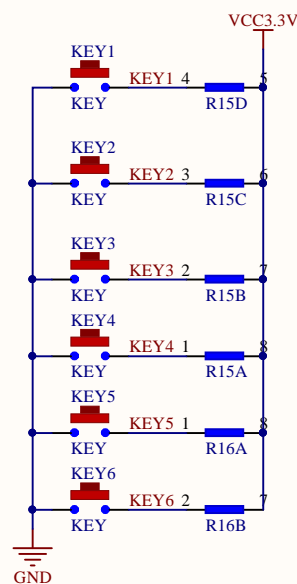 VCC3.3V
KEY1
KEY1 4 5
KEY R15D
KEY2
KEY2 3 6
KEY R15C
KEY3
KEY3 2 7
KEY R15B
KEY4
KEY4 1 8
KEY R15A
KEY5
KEY5 1 8
KEY R16A
KEY6
KEY6 2 7
KEY R16B
GND